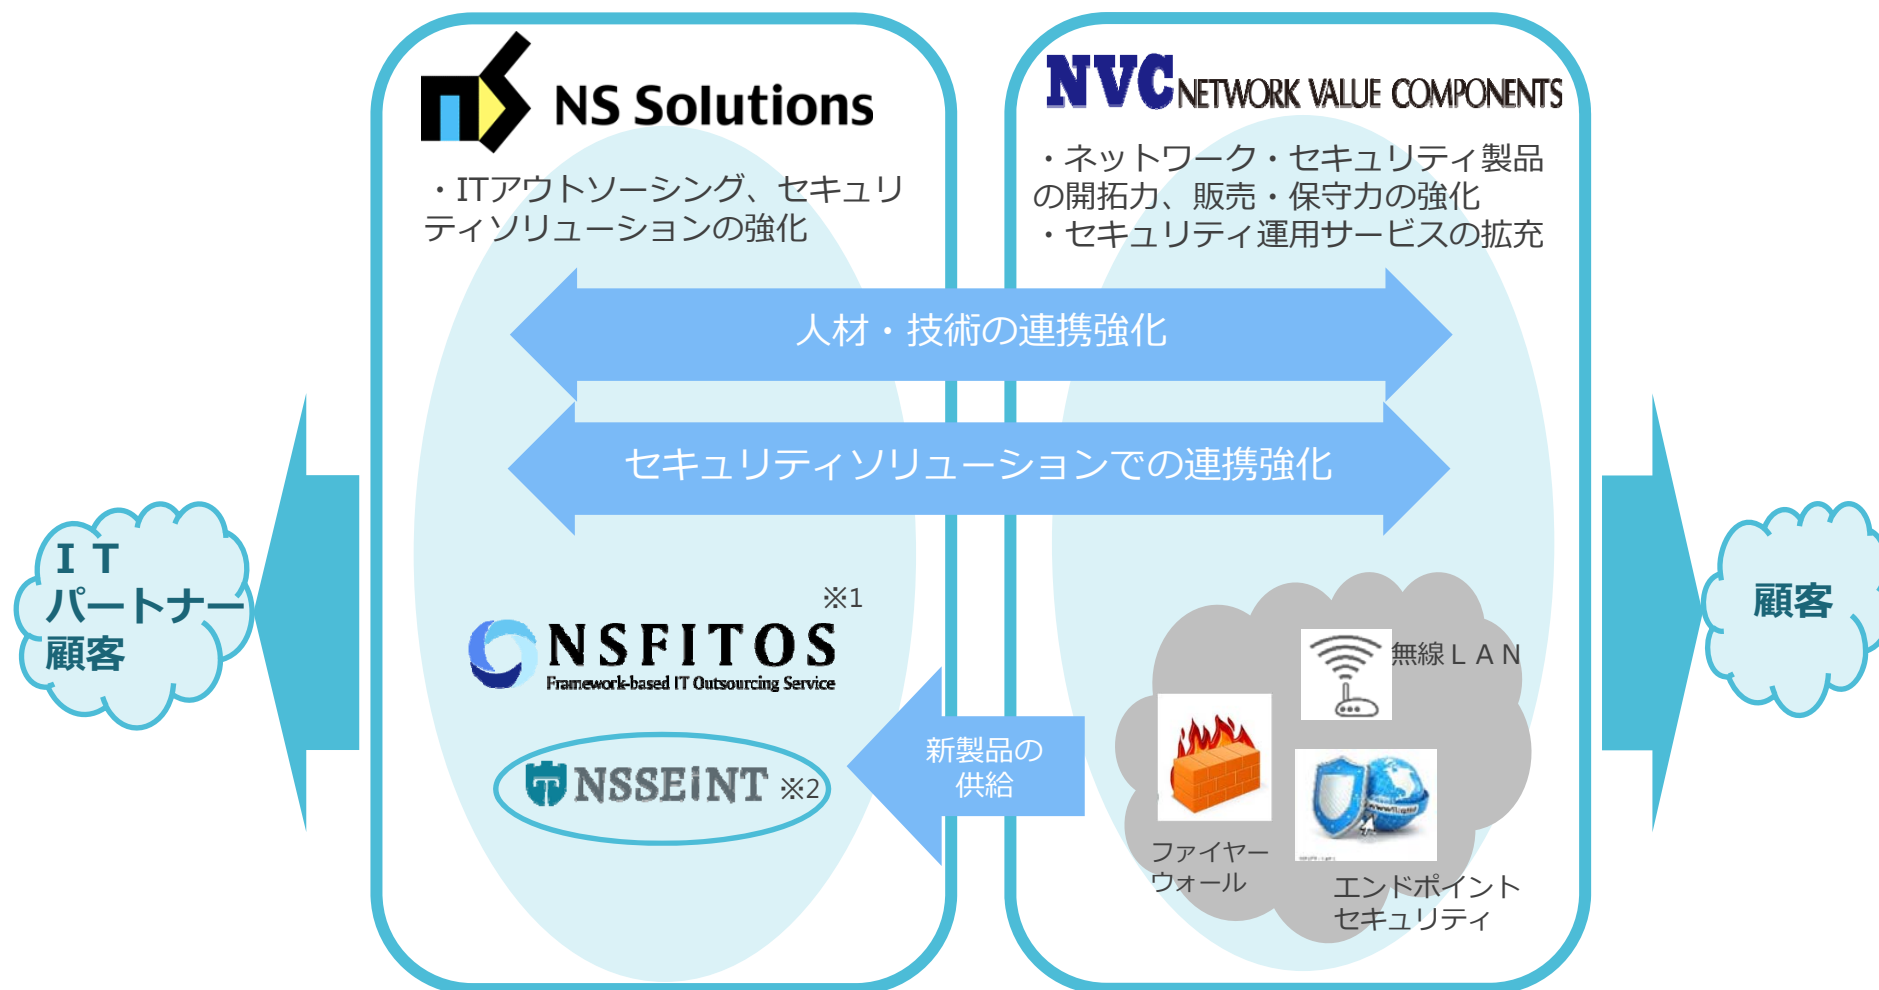 NS Solutions
・ITアウトソーシング、セキュリ
ティソリューションの強化
NVC NETWORK VALUE COMPONENTS
・ネットワーク・セキュリティ製品
の開拓力、販売・保守力の強化
・セキュリティ運用サービスの拡充
人材・技術の連携強化
セキュリティソリューションでの連携強化
ＩＴ
パートナー
顧客
※1
NSFITOS
Framework-based IT Outsourcing Service
NSSEiNT ※2
新製品の
供給
無線ＬＡＮ
ファイヤー
ウォール
エンドポイント
セキュリティ
顧客